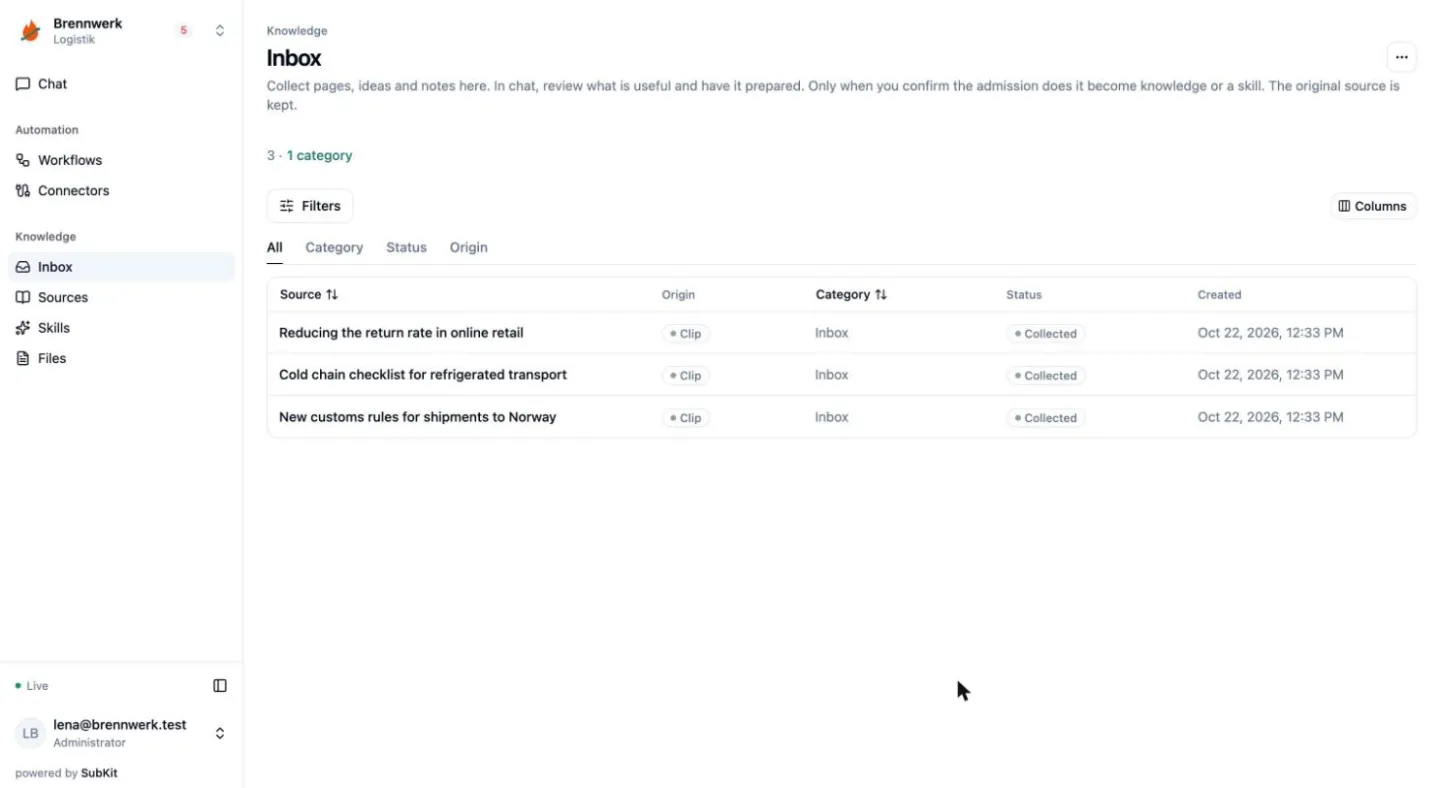 Brennwerk
Logistik
5
Chat
Automation
Workflows
Connectors
Knowledge
Inbox
Sources
Skills
Files
Live
LB
lena@brennwerk.test
Administrator
powered by SubKit
Knowledge
Inbox
Collect pages, ideas and notes here. In chat, review what is useful and have it prepared. Only when you confirm the admission does it become knowledge or a skill. The original source is
kept.
3 · 1 category
Filters
Columns
All Category Status Origin
Source Origin Category Status Created
Reducing the return rate in online retail Clip Inbox Collected Oct 22, 2026, 12:33 PM
Cold chain checklist for refrigerated transport Clip Inbox Collected Oct 22, 2026, 12:33 PM
New customs rules for shipments to Norway Clip Inbox Collected Oct 22, 2026, 12:33 PM